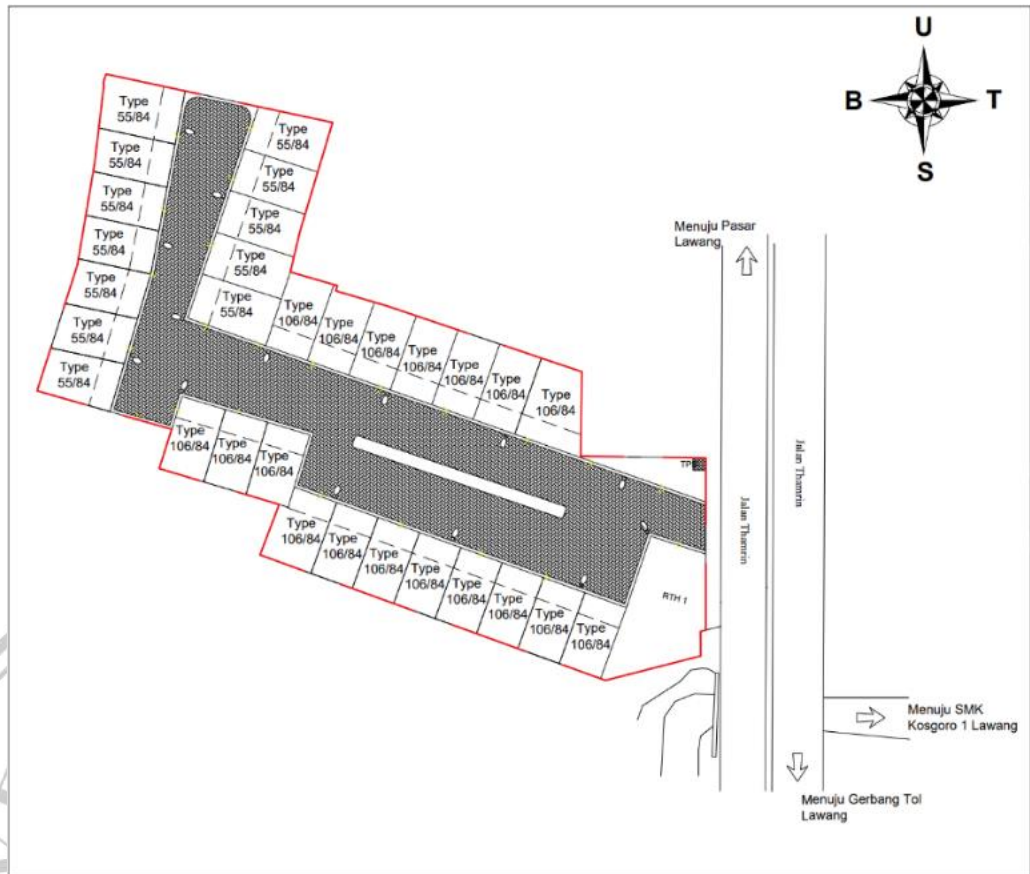 U
B
T
S
Type
55/84
Type
55/84
Type
55/84
Type
55/84
Type
55/84
Type
55/84
Type
55/84
Type
55/84
Type
55/84
Type
55/84
Type
55/84
Type
55/84
Type
106/84
Type
106/84
Type
106/84
Type
106/84
Type
106/84
Type
106/84
Type
106/84
Type
106/84
Type
106/84
Type
106/84
Type
106/84
Type
106/84
Type
106/84
Type
106/84
Type
106/84
Type
106/84
Type
106/84
Type
106/84
TP
RTH 1
Menuju Pasar
Lawang
Jalan Thamrin
Jalan Thamrin
Menuju SMK
Kosgoro 1 Lawang
Menuju Gerbang Tol
Lawang